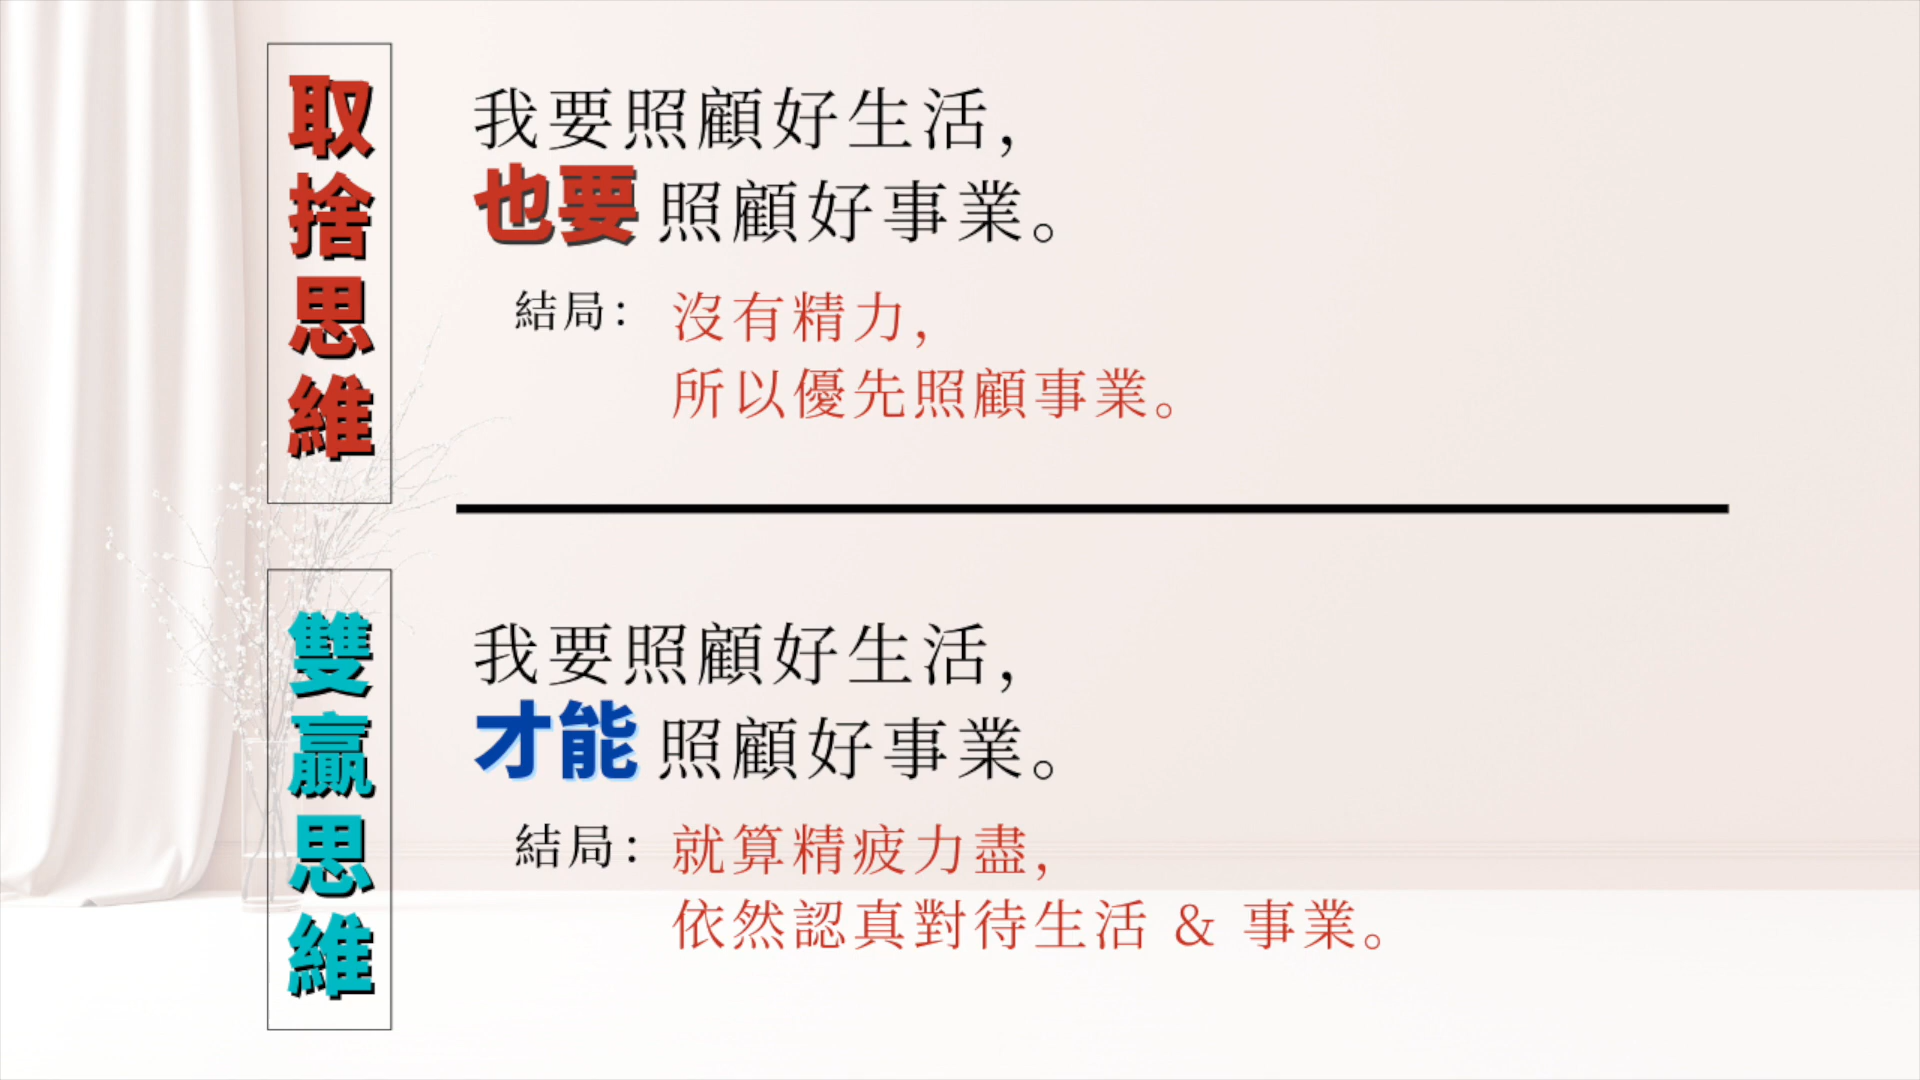 取捨思維
我要照顧好生活，
也要照顧好事業。
結局：沒有精力，
所以優先照顧事業。
雙贏思維
我要照顧好生活，
才能照顧好事業。
結局：就算精疲力盡，
依然認真對待生活 & 事業。